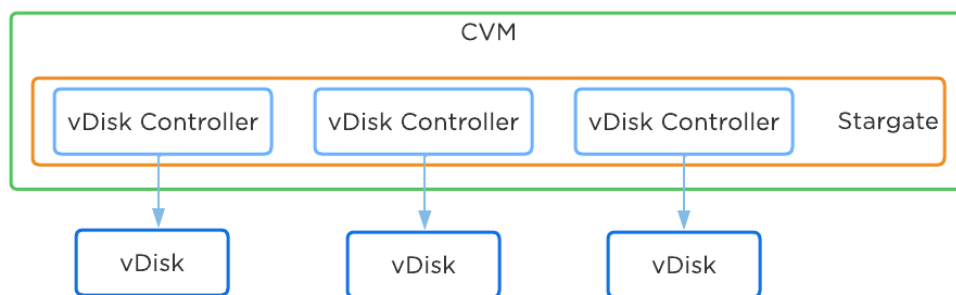 CVM
vDisk Controller
vDisk Controller
vDisk Controller
Stargate
vDisk
vDisk
vDisk